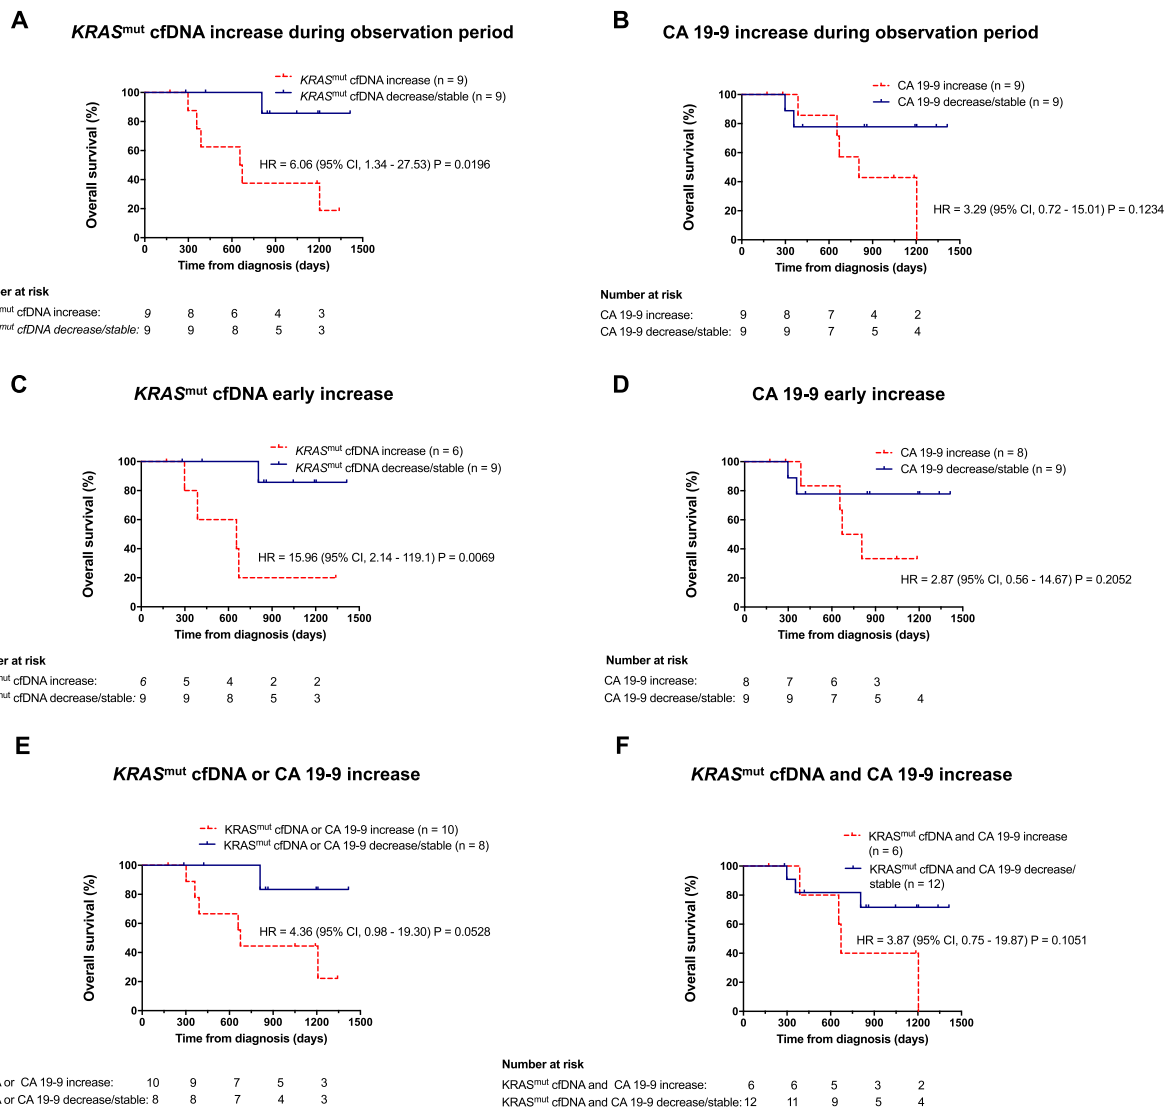 A
KRASmut cfDNA increase during observation period
KRASmut cfDNA increase (n = 9)
KRASmut cfDNA decrease/stable (n = 9)
Overall survival (%)
100
80
60
40
20
0
HR = 6.06 (95% CI, 1.34 - 27.53) P = 0.0196
0 300 600 900 1200 1500
Time from diagnosis (days)
er at risk
mut cfDNA increase: 9 8 6 4 3
mut cfDNA decrease/stable: 9 9 8 5 3
B
CA 19-9 increase during observation period
CA 19-9 increase (n = 9)
CA 19-9 decrease/stable (n = 9)
Overall survival (%)
100
80
60
40
20
0
HR = 3.29 (95% CI, 0.72 - 15.01) P = 0.1234
0 300 600 900 1200 1500
Time from diagnosis (days)
Number at risk
CA 19-9 increase: 9 8 7 4 2
CA 19-9 decrease/stable: 9 9 7 5 4
C
KRASmut cfDNA early increase
KRASmut cfDNA increase (n = 6)
KRASmut cfDNA decrease/stable (n = 9)
Overall survival (%)
100
80
60
40
20
0
HR = 15.96 (95% CI, 2.14 - 119.1) P = 0.0069
0 300 600 900 1200 1500
Time from diagnosis (days)
er at risk
mut cfDNA increase: 6 5 4 2 2
mut cfDNA decrease/stable: 9 9 8 5 3
D
CA 19-9 early increase
CA 19-9 increase (n = 8)
CA 19-9 decrease/stable (n = 9)
Overall survival (%)
100
80
60
40
20
0
HR = 2.87 (95% CI, 0.56 - 14.67) P = 0.2052
0 300 600 900 1200 1500
Time from diagnosis (days)
Number at risk
CA 19-9 increase: 8 7 6 3
CA 19-9 decrease/stable: 9 9 7 5 4
E
KRASmut cfDNA or CA 19-9 increase
KRASmut cfDNA or CA 19-9 increase (n = 10)
KRASmut cfDNA or CA 19-9 decrease/stable (n = 8)
Overall survival (%)
100
80
60
40
20
0
HR = 4.36 (95% CI, 0.98 - 19.30) P = 0.0528
0 300 600 900 1200 1500
Time from diagnosis (days)
or CA 19-9 increase: 10 9 7 5 3
or CA 19-9 decrease/stable: 8 8 7 4 3
F
KRASmut cfDNA and CA 19-9 increase
KRASmut cfDNA and CA 19-9 increase
(n = 6)
KRASmut cfDNA and CA 19-9 decrease/
stable (n = 12)
Overall survival (%)
100
80
60
40
20
0
HR = 3.87 (95% CI, 0.75 - 19.87) P = 0.1051
0 300 600 900 1200 1500
Time from diagnosis (days)
Number at risk
KRASmut cfDNA and CA 19-9 increase: 6 6 5 3 2
KRASmut cfDNA and CA 19-9 decrease/stable: 12 11 9 5 4